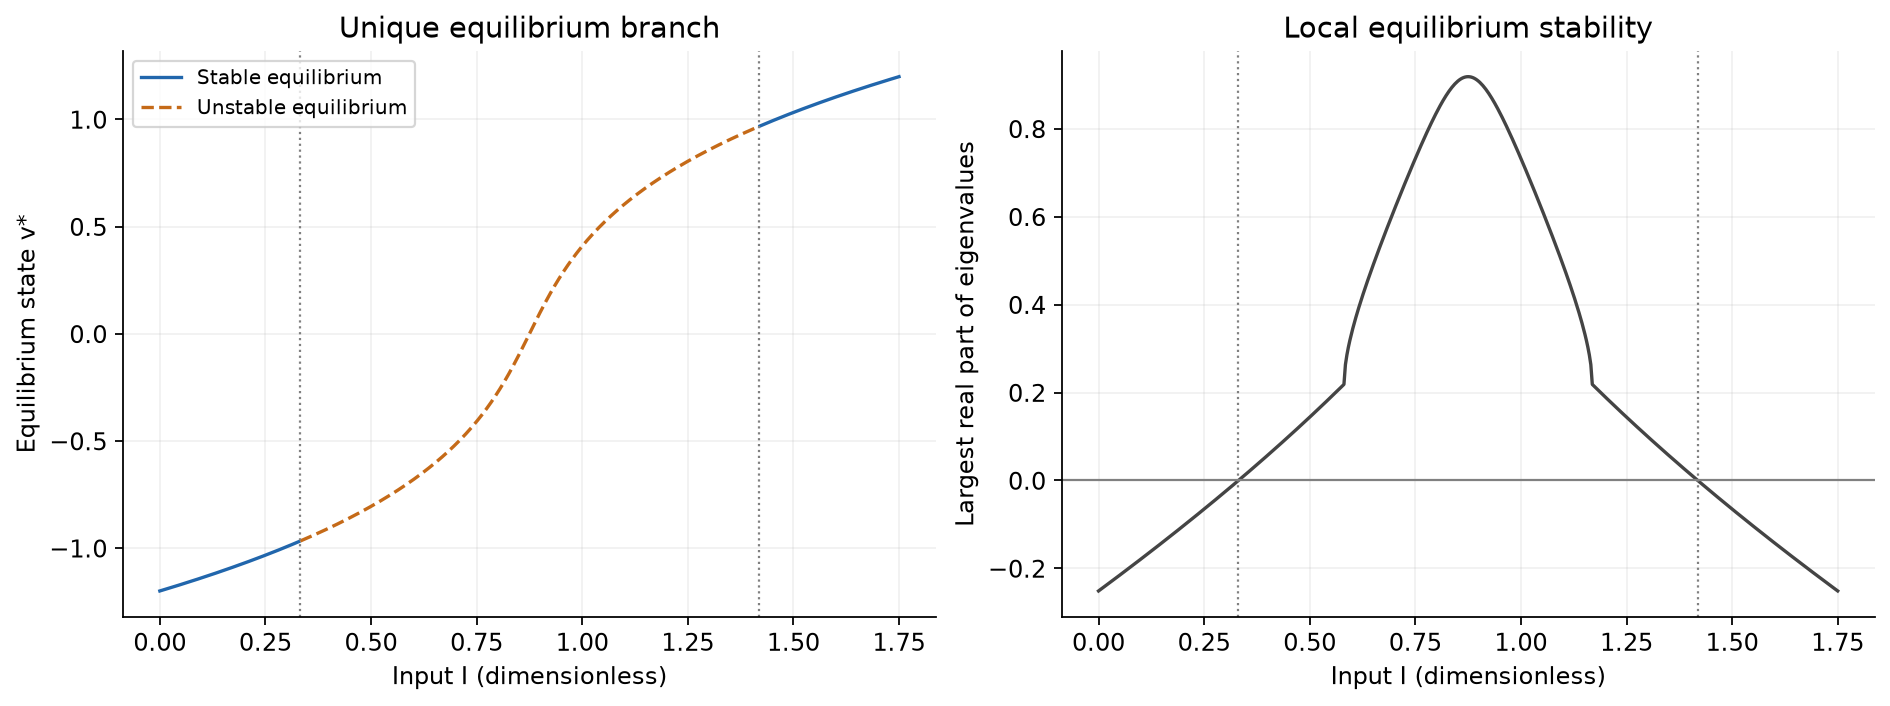 Unique equilibrium branch
Stable equilibrium
Unstable equilibrium
Equilibrium state v*
1.0
0.5
0.0
−0.5
−1.0
0.00 0.25 0.50 0.75 1.00 1.25 1.50 1.75
Input I (dimensionless)
Local equilibrium stability
Largest real part of eigenvalues
0.8
0.6
0.4
0.2
0.0
−0.2
0.00 0.25 0.50 0.75 1.00 1.25 1.50 1.75
Input I (dimensionless)